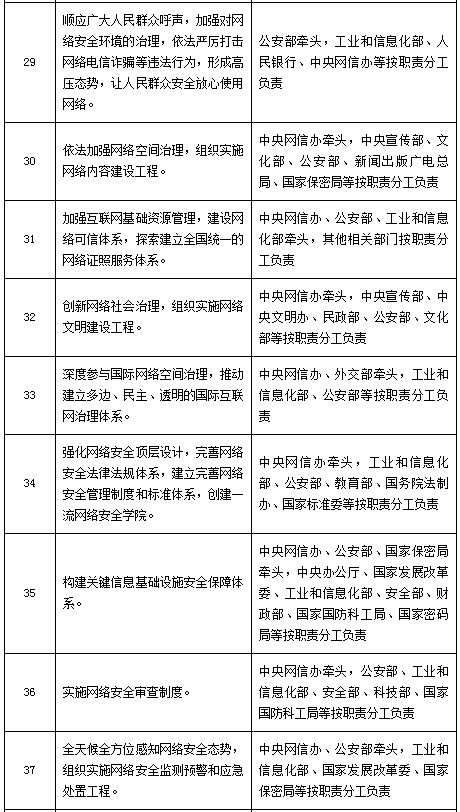 29
顺应广大人民群众呼声，加强对网
络安全环境的治理，依法严厉打击
网络电信诈骗等违法行为，形成高
压态势，让人民群众安全放心使用
网络。
公安部牵头，工业和信息化部、人
民银行、中央网信办等按职责分工
负责
30
依法加强网络空间治理，组织实施
网络内容建设工程。
中央网信办牵头，中央宣传部、文
化部、公安部、新闻出版广电总
局、国家保密局等按职责分工负责
31
加强互联网基础资源管理，建设网
络可信体系，探索建立全国统一的
网络证照服务体系。
中央网信办、公安部、工业和信息
化部牵头，其他相关部门按职责分
工负责
32
创新网络社会治理，组织实施网络
文明建设工程。
中央网信办牵头，中央宣传部、中
央文明办、民政部、公安部、文化
部等按职责分工负责
33
深度参与国际网络空间治理，推动
建立多边、民主、透明的国际互联
网治理体系。
中央网信办、外交部牵头，工业和
信息化部、公安部等按职责分工负
责
34
强化网络安全顶层设计，完善网络
安全法律法规体系，建立完善网络
安全管理制度和标准体系，创建一
流网络安全学院。
中央网信办牵头，工业和信息化
部、公安部、教育部、国务院法制
办、国家标准委等按职责分工负责
35
构建关键信息基础设施安全保障体
系。
中央网信办、公安部、国家保密局
牵头，中央办公厅、国家发展改革
委、工业和信息化部、安全部、财
政部、国家国防科工局、国家密码
局等按职责分工负责
36
实施网络安全审查制度。
中央网信办牵头，公安部、工业和
信息化部、安全部、科技部、国家
国防科工局等按职责分工负责
37
全天候全方位感知网络安全态势，
组织实施网络安全监测预警和应急
处置工程。
中央网信办、公安部牵头，工业和
信息化部、国家发展改革委、国家
保密局等按职责分工负责